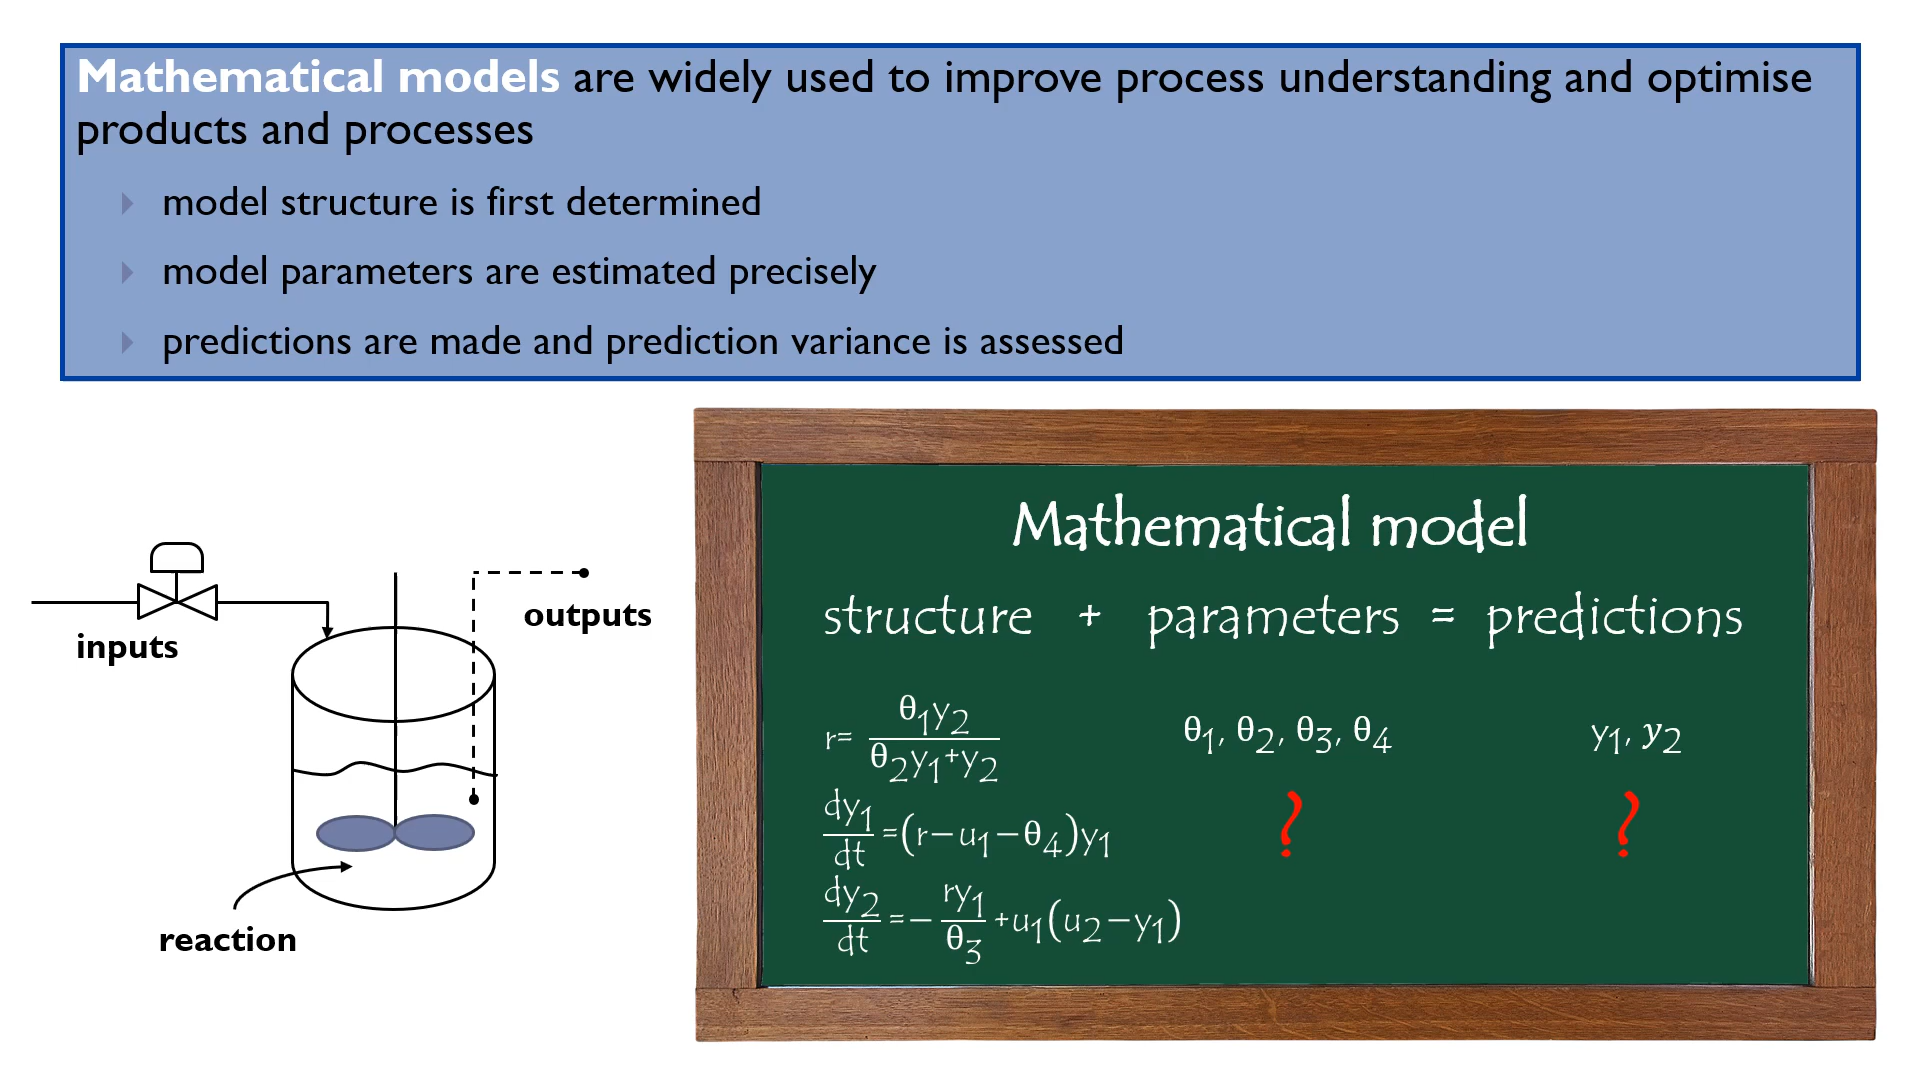 Mathematical models are widely used to improve process understanding and optimise
products and processes
model structure is first determined
model parameters are estimated precisely
predictions are made and prediction variance is assessed
inputs
outputs
reaction
Mathematical model
structure + parameters = predictions
r= θ₁y₂/θ₂y₁+y₂
θ₁, θ₂, θ₃, θ₄
y₁, y₂
dy₁/dt=(r−u₁−θ₄)y₁
? ?
dy₂/dt=−ry₁/θ₃+u₁(u₂−y₁)